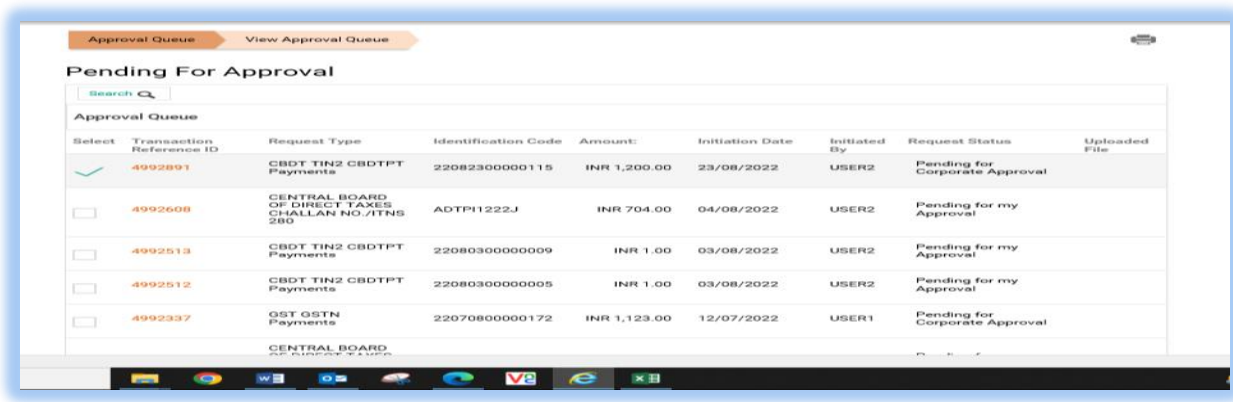 Approval Queue View Approval Queue
Pending For Approval
Search
Approval Queue
Select Transaction Reference ID Request Type Identification Code Amount: Initiation Date Initiated By Request Status Uploaded File
4992891 CBDT TIN2 CBDTPT Payments 22082300000115 INR 1,200.00 23/08/2022 USER2 Pending for Corporate Approval
4992608 CENTRAL BOARD OF DIRECT TAXES CHALLAN NO./ITNS 280 ADTPI1222J INR 704.00 04/08/2022 USER2 Pending for my Approval
4992513 CBDT TIN2 CBDTPT Payments 22080300000009 INR 1.00 03/08/2022 USER2 Pending for my Approval
4992512 CBDT TIN2 CBDTPT Payments 22080300000005 INR 1.00 03/08/2022 USER2 Pending for my Approval
4992337 GST GSTN Payments 22070800000172 INR 1,123.00 12/07/2022 USER1 Pending for Corporate Approval
CENTRAL BOARD
OF DIRECT TAXES